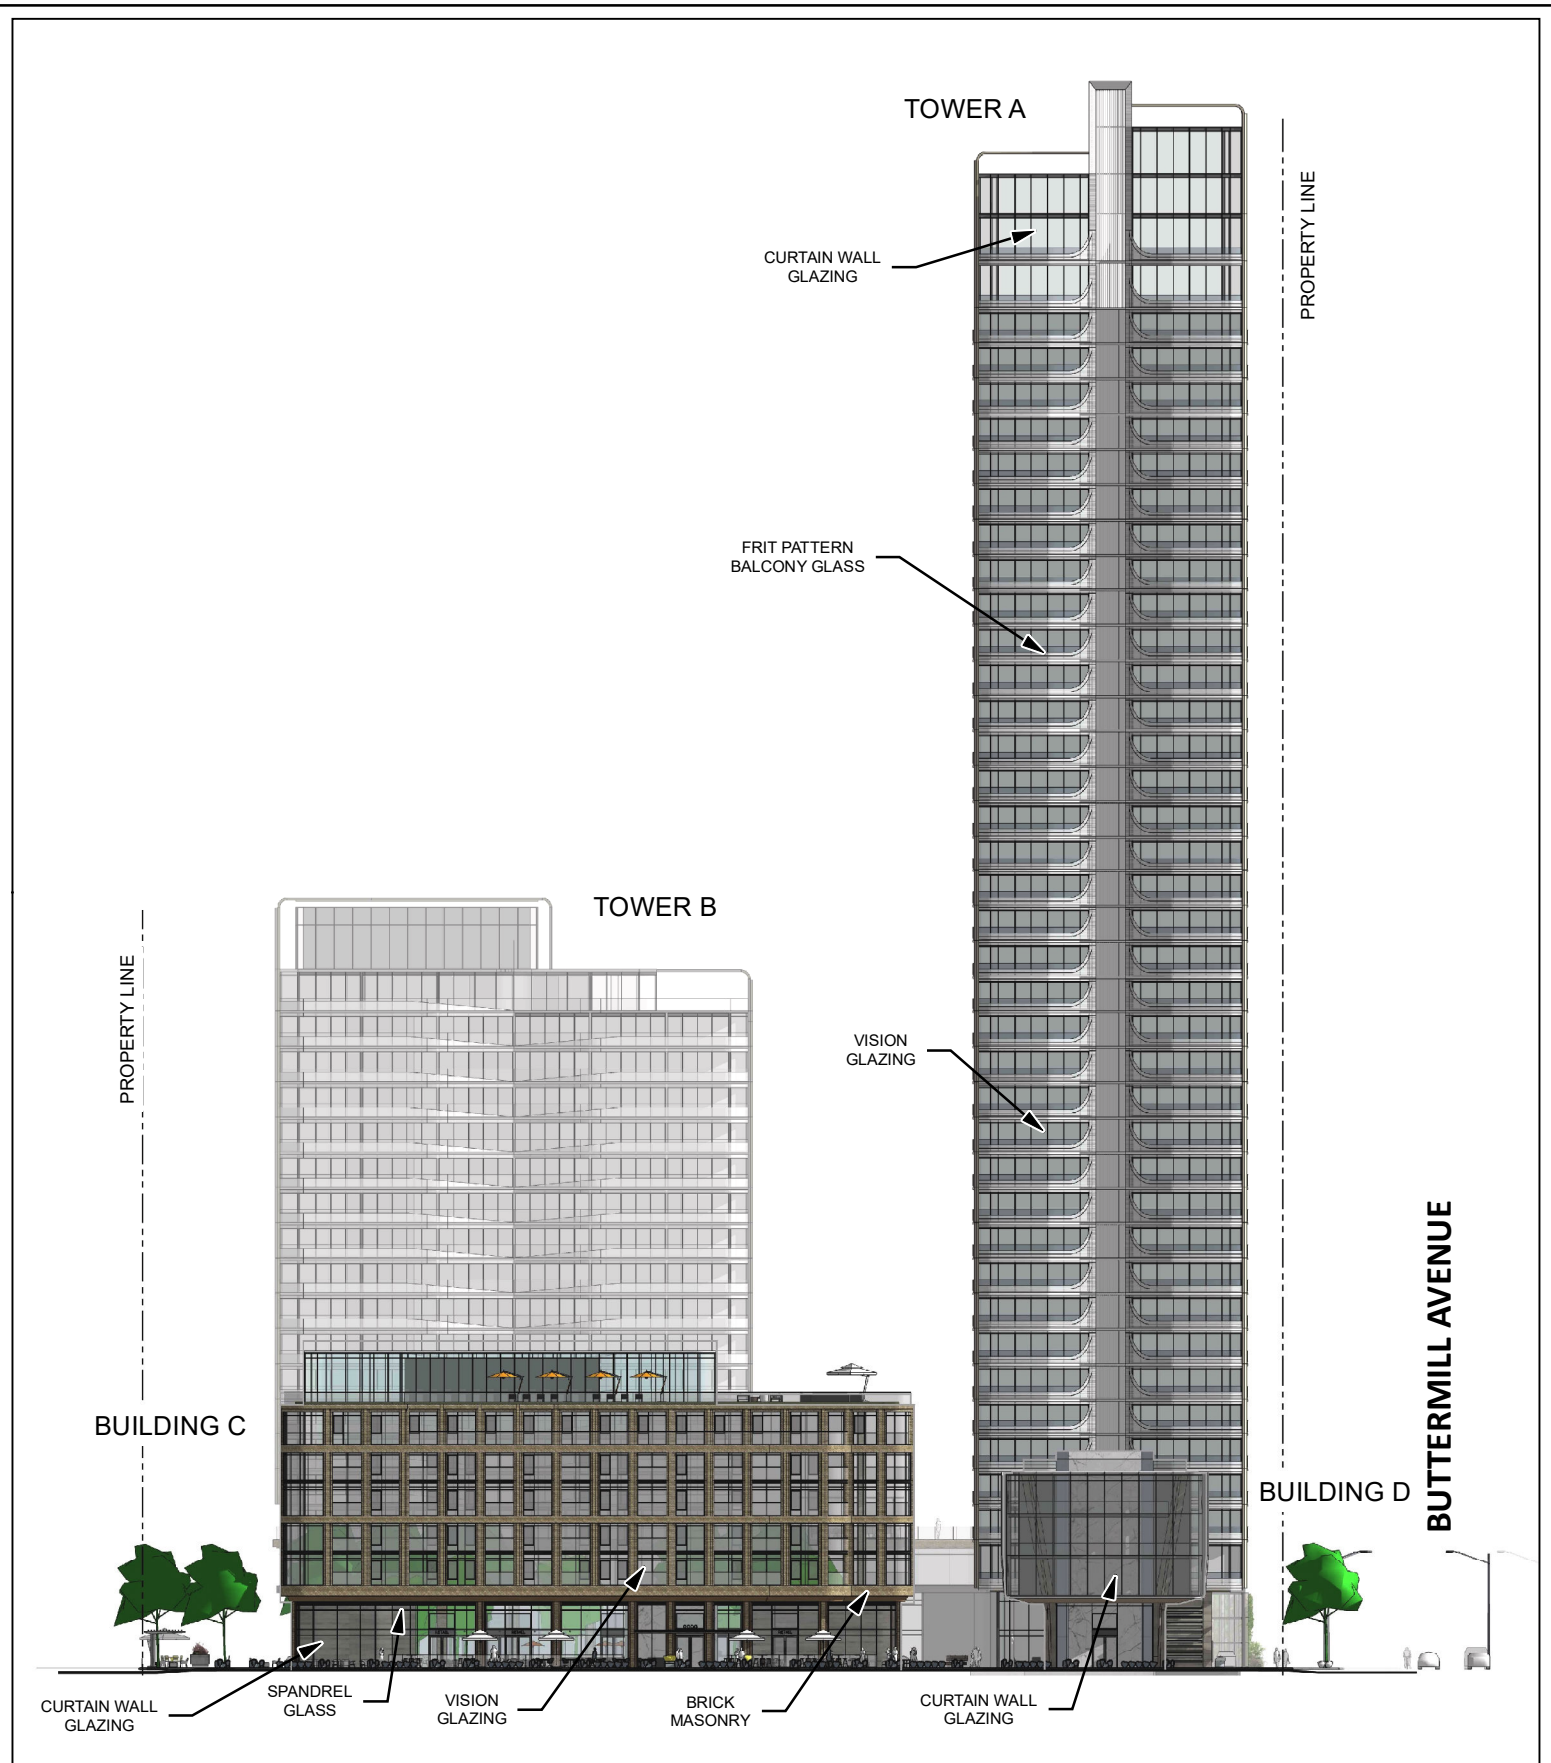 TOWER A
PROPERTY LINE
CURTAIN WALL
GLAZING
FRIT PATTERN
BALCONY GLASS
TOWER B
PROPERTY LINE
VISION
GLAZING
BUTTERMILL AVENUE
BUILDING C
BUILDING D
CURTAIN WALL
GLAZING
SPANDREL
GLASS
VISION
GLAZING
BRICK
MASONRY
CURTAIN WALL
GLAZING